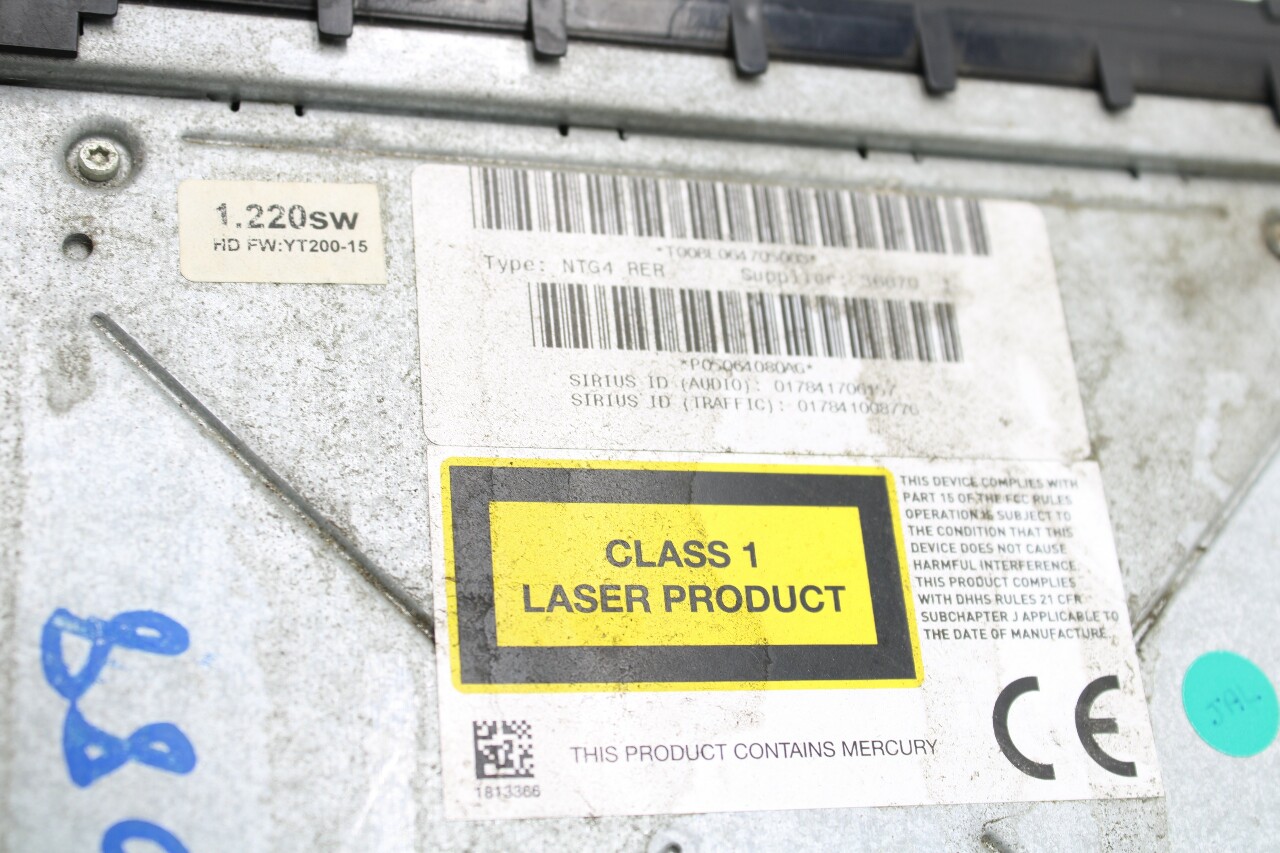 1.220sw
HD FW:YT200-15
Type: NTG4 RER Supplier:
*P05064080AG*
SIRIUS ID (AUDIO):
SIRIUS ID (TRAFFIC): 017841008776
CLASS 1
LASER PRODUCT
THIS DEVICE COMPLIES WITH
PART 15 OF THE FCC RULES
OPERATION IS SUBJECT TO
THE CONDITION THAT THIS
DEVICE DOES NOT CAUSE
HARMFUL INTERFERENCE.
THIS PRODUCT COMPLIES
WITH DHHS RULES 21 CFR
SUBCHAPTER J APPLICABLE TO
THE DATE OF MANUFACTURE.
1813366
THIS PRODUCT CONTAINS MERCURY
CE